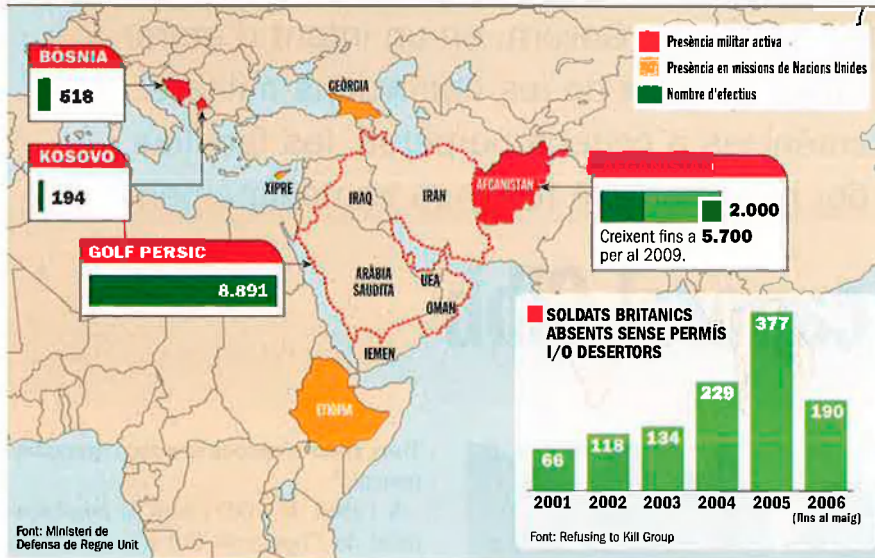 Presència militar activa
Presència en missions de Nacions Unides
Nombre d'efectius
BÒSNIA
518
KOSOVO
194
GOLF PERSIC
8.891
GEÒRGIA
XIPRE
IRAQ
IRAN
AFGANISTAN
ARÀBIA
SAUDITA
UEA
OMAN
IEMEN
ETIOPIA
2.000
Creixent fins a 5.700
per al 2009.
SOLDATS BRITANICS
ABSENTS SENSE PERMÍS
I/O DESERTORS
66
118
134
229
377
190
2001 2002 2003 2004 2005 2006
(fins al maig)
Font: Refusing to Kill Group
Font: Ministeri de
Defensa de Regne Unit